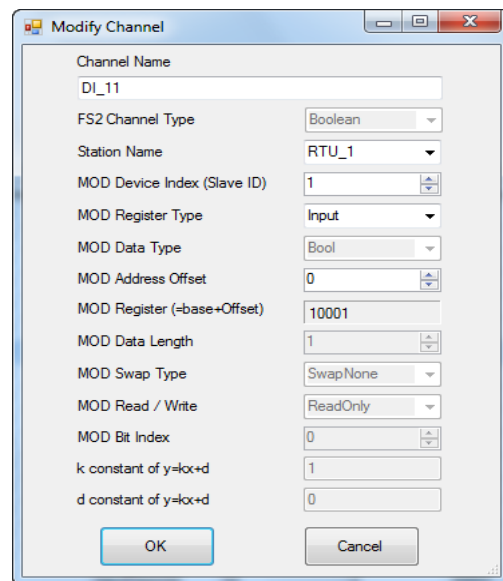 Modify Channel
Channel Name
DI_11
FS2 Channel Type Boolean
Station Name RTU_1
MOD Device Index (Slave ID) 1
MOD Register Type Input
MOD Data Type Bool
MOD Address Offset 0
MOD Register (=base+Offset) 10001
MOD Data Length 1
MOD Swap Type SwapNone
MOD Read / Write ReadOnly
MOD Bit Index 0
k constant of y=kx+d 1
d constant of y=kx+d 0
OK Cancel